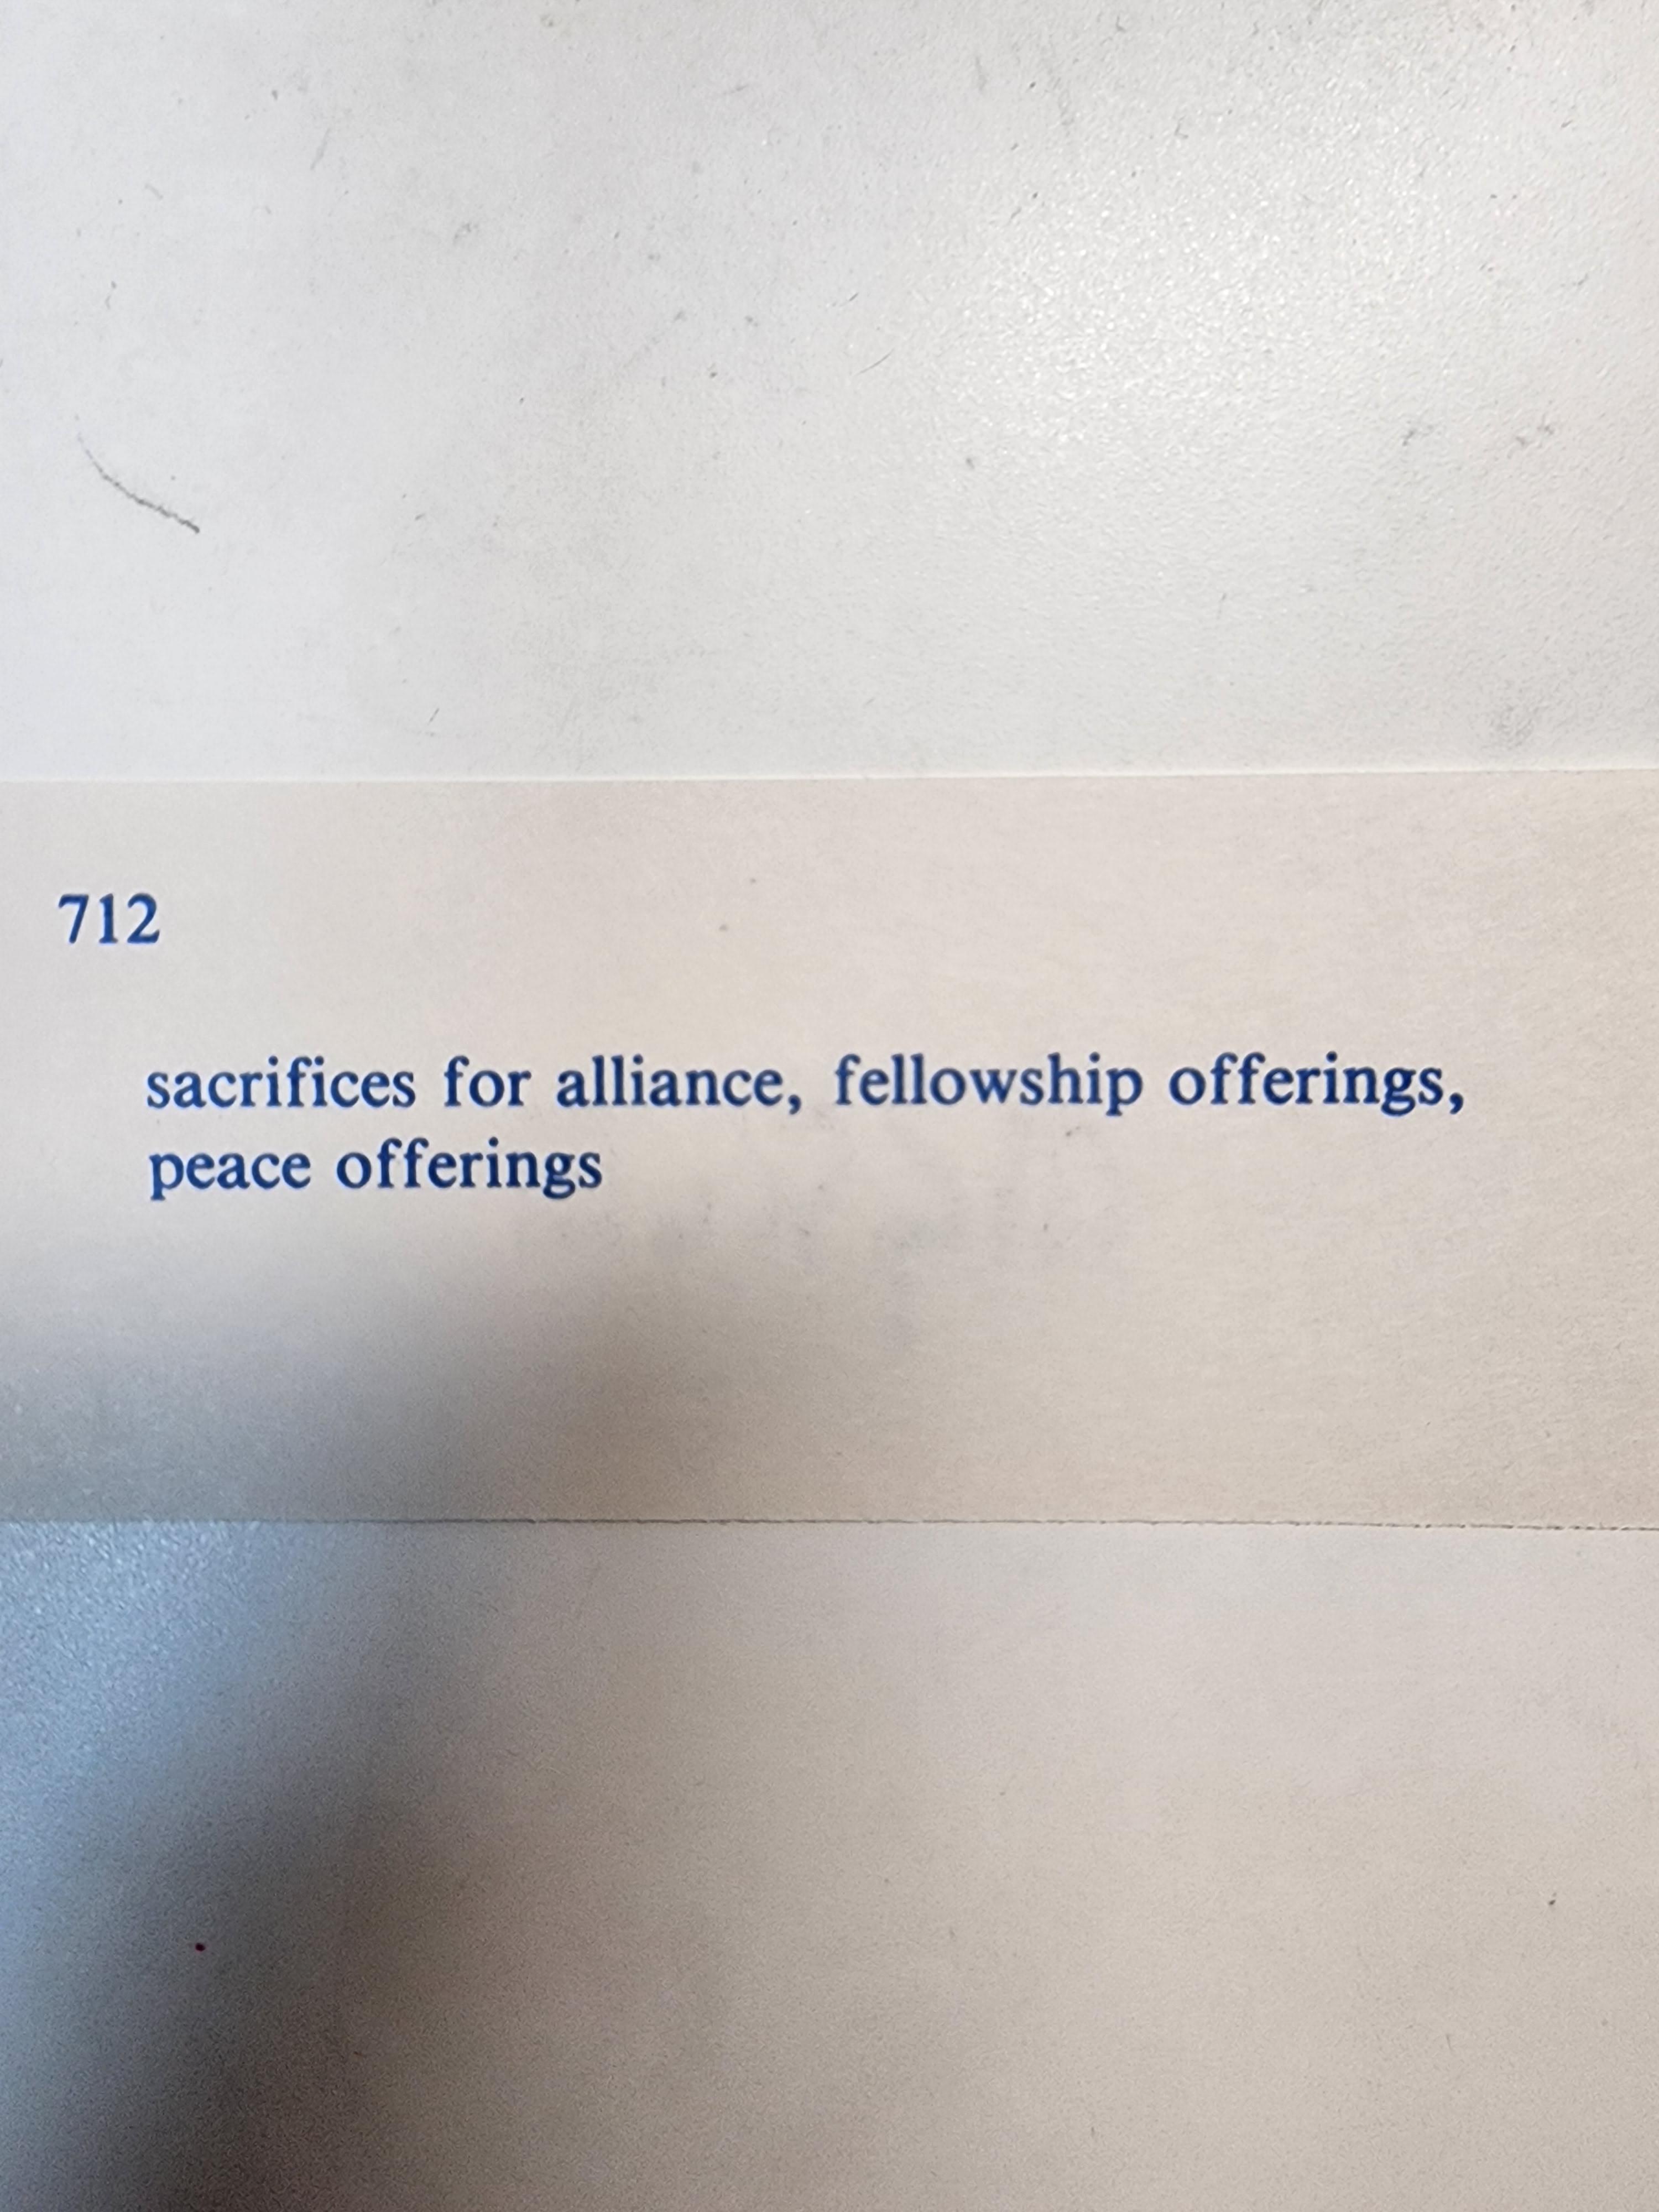 712
sacrifices for alliance, fellowship offerings,
peace offerings